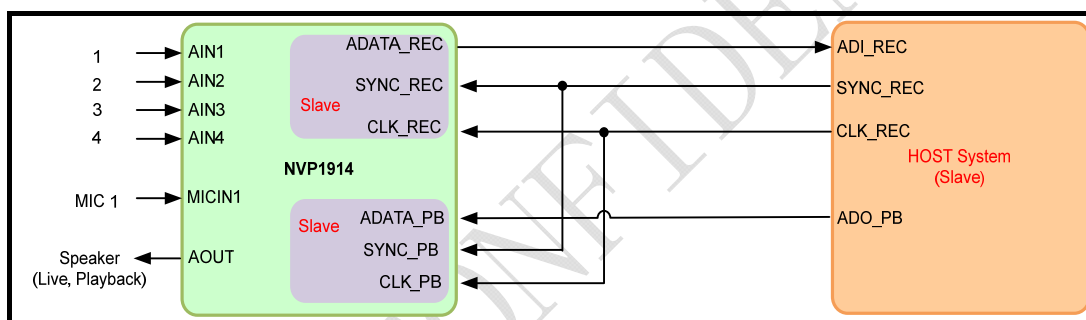 1
2
3
4
MIC 1
Speaker
(Live, Playback)
AIN1
AIN2
AIN3
AIN4
MICIN1
AOUT
NVP1914
Slave
ADATA_REC
SYNC_REC
CLK_REC
Slave
ADATA_PB
SYNC_PB
CLK_PB
ADI_REC
SYNC_REC
CLK_REC
HOST System
(Slave)
ADO_PB
ONFIDEN